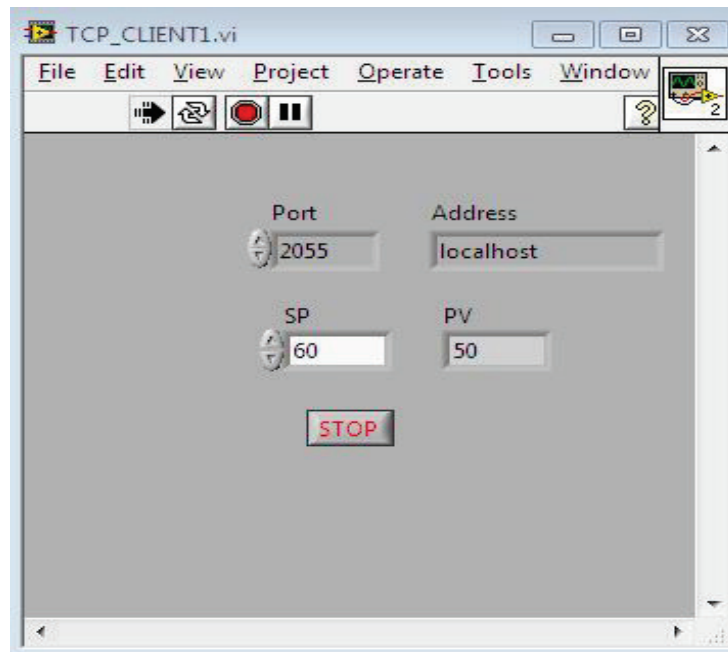 TCP_CLIENT1.vi
File Edit View Project Operate Tools Window
? 2
Port Address
2055 localhost
SP PV
60 50
STOP